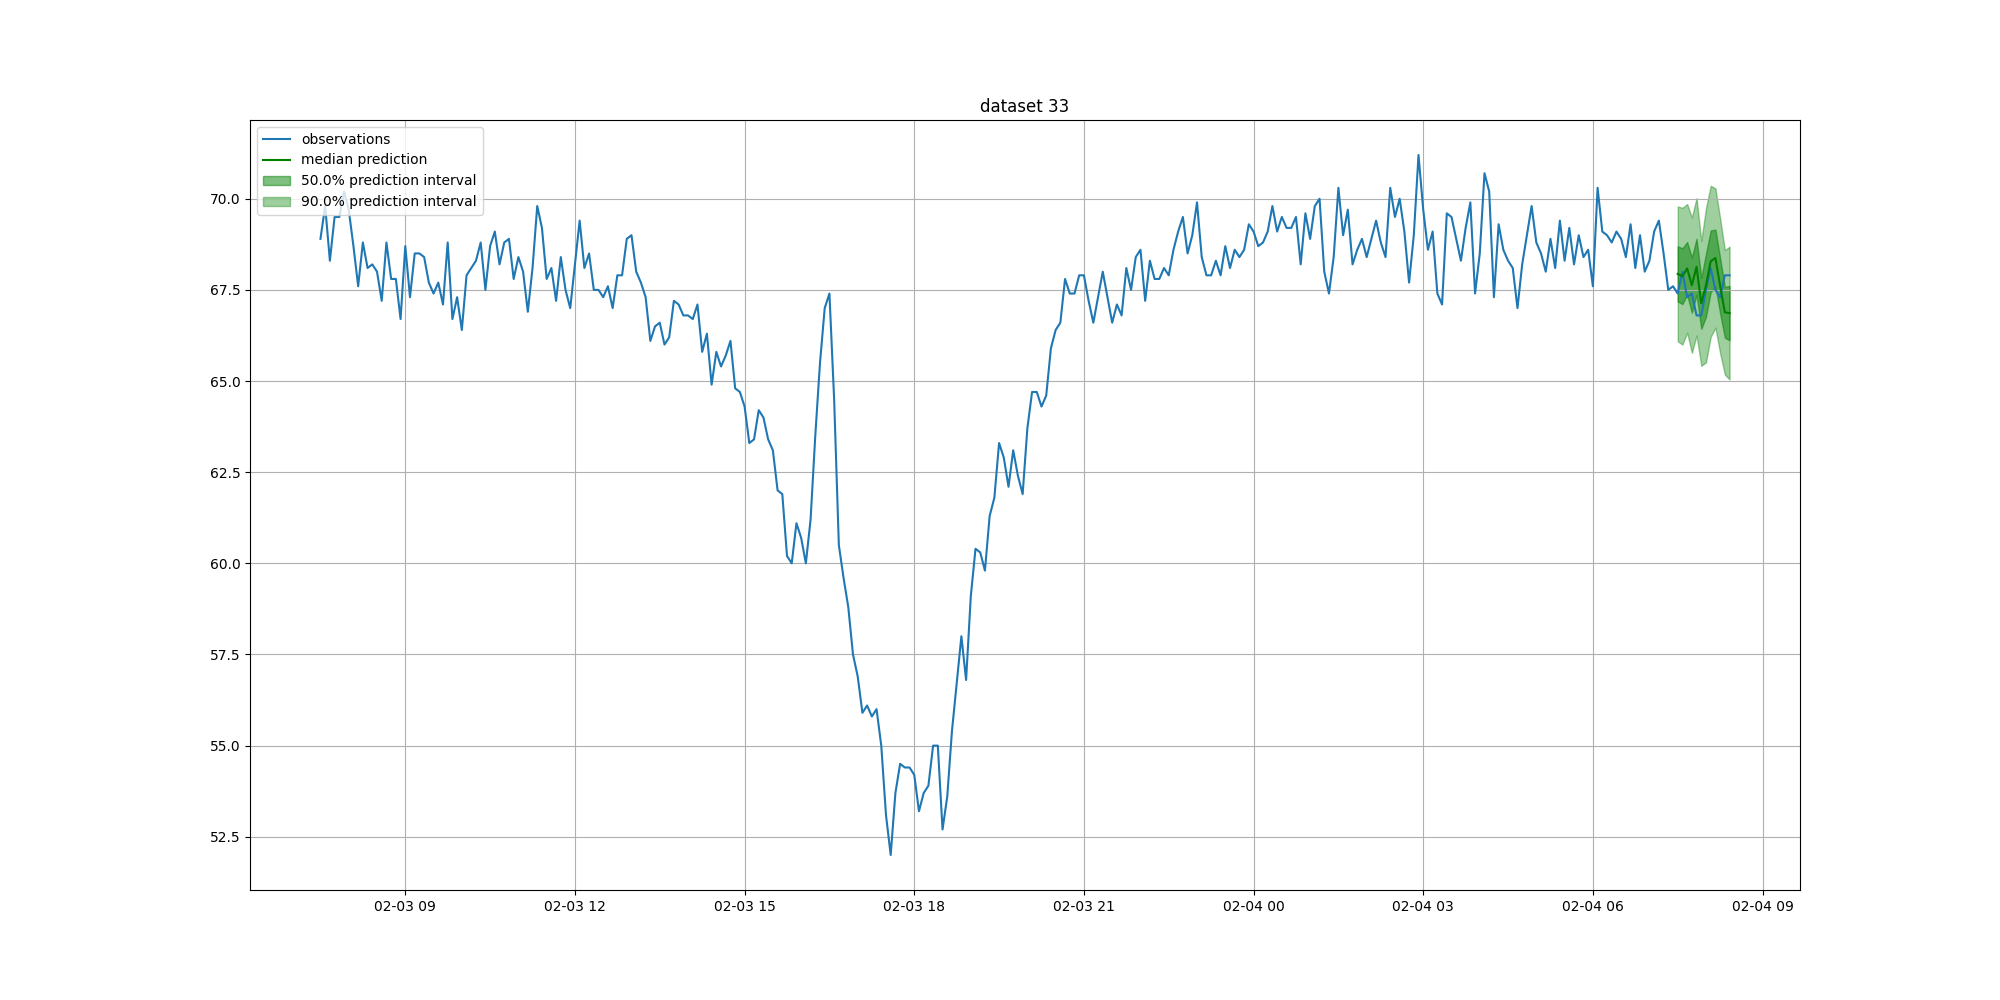 dataset 33
observations
median prediction
50.0% prediction interval
90.0% prediction interval
70.0
67.5
65.0
62.5
60.0
57.5
55.0
52.5
02-03 09 02-03 12 02-03 15 02-03 18 02-03 21 02-04 00 02-04 03 02-04 06 02-04 09